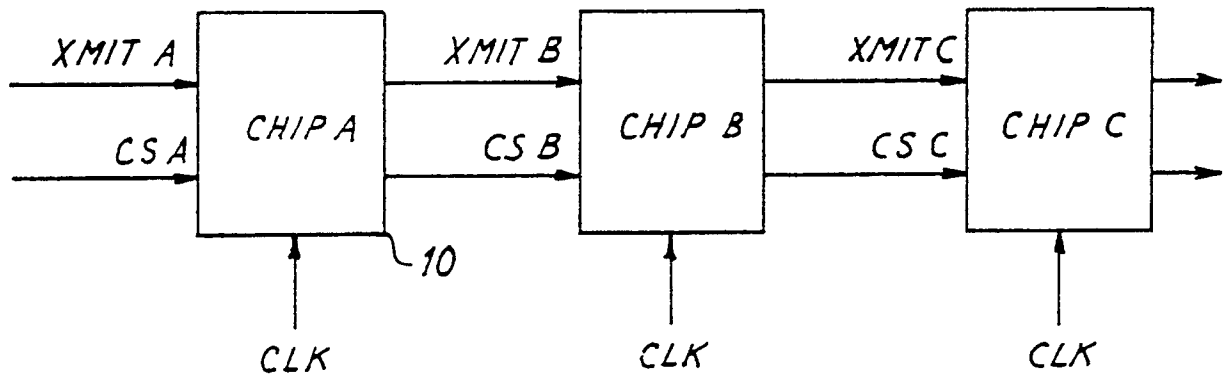 XMIT A
XMIT B
XMIT C
CHIP A
CHIP B
CHIP C
CS A
CS B
CS C
10
CLK
CLK
CLK